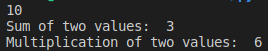 10
Sum of two values:  3
Multiplication of two values:  6